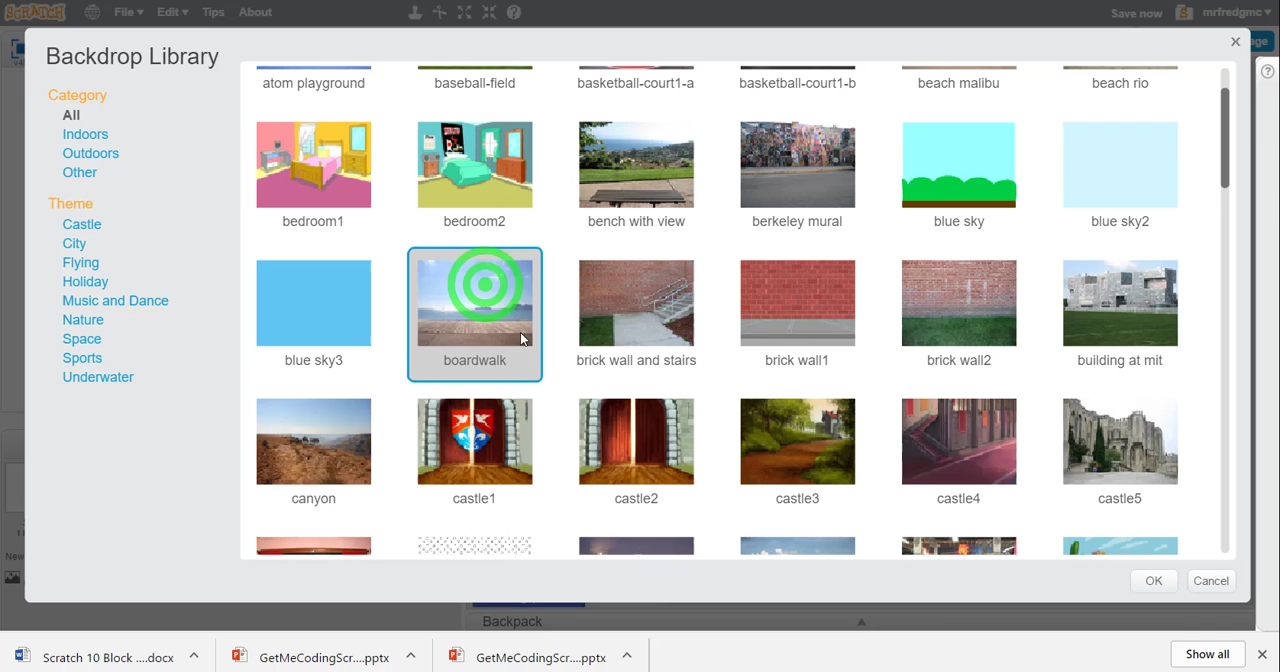 SCRATCH File▾ Edit▾ Tips About Save now mrfredgmc ▾
Backdrop Library
Category
All
Indoors
Outdoors
Other
Theme
Castle
City
Flying
Holiday
Music and Dance
Nature
Space
Sports
Underwater
atom playground baseball-field basketball-court1-a basketball-court1-b beach malibu beach rio
bedroom1 bedroom2 bench with view berkeley mural blue sky blue sky2
blue sky3 boardwalk brick wall and stairs brick wall1 brick wall2 building at mit
canyon castle1 castle2 castle3 castle4 castle5
OK Cancel
Backpack
Scratch 10 Block ....docx GetMeCodingScr....pptx GetMeCodingScr....pptx Show all